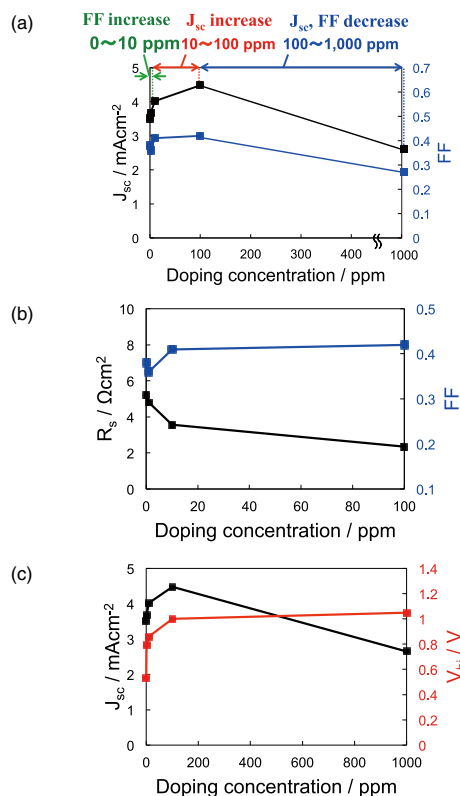 (a)
FF increase
0~10 ppm
Jsc increase
10~100 ppm
Jsc, FF decrease
100~1,000 ppm
5
4
3
2
1
0
Jsc / mAcm-2
0.7
0.6
0.5
0.4
0.3
0.2
0.1
0
FF
0 100 200 300 400 1000
Doping concentration / ppm
(b)
10
8
6
4
2
0
Rs / Ωcm2
0.5
0.4
0.3
0.2
0.1
FF
0 20 40 60 80 100
Doping concentration / ppm
(c)
5
4
3
2
1
0
Jsc / mAcm-2
1.4
1.2
1
0.8
0.6
0.4
0.2
0
Vbi / V
0 200 400 600 800 1000
Doping concentration / ppm